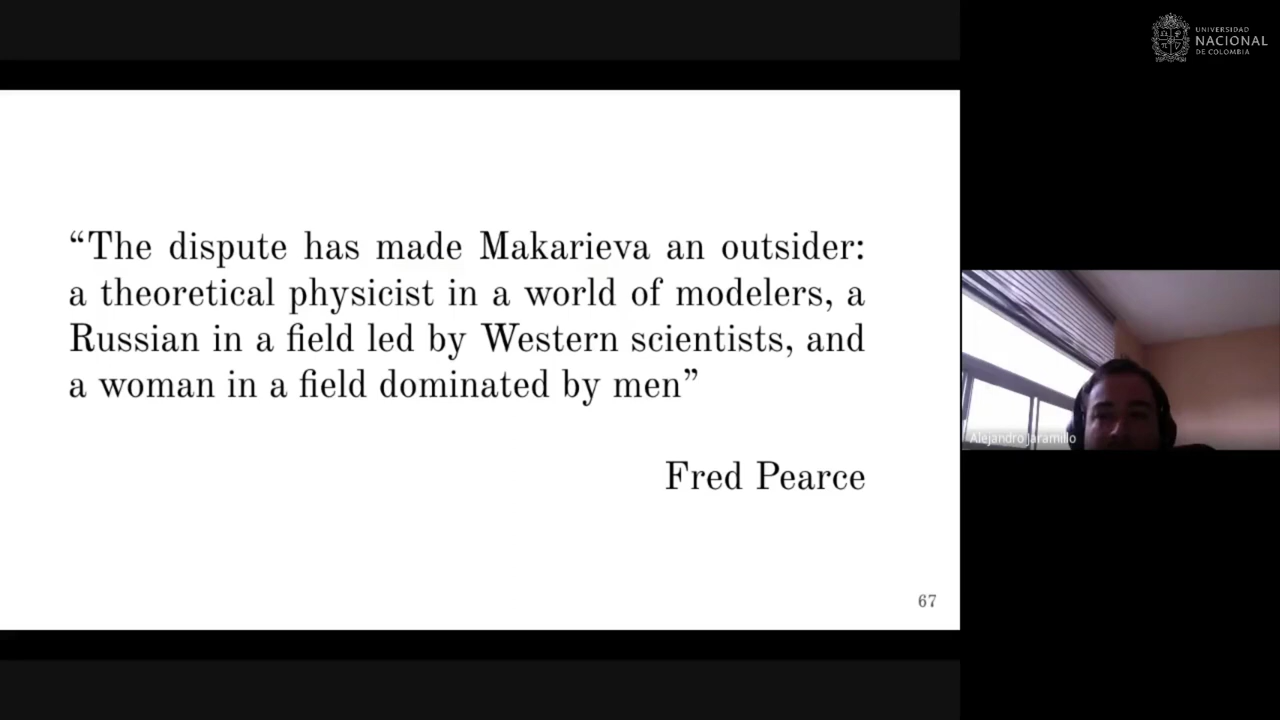 UNIVERSIDAD
NACIONAL
DE COLOMBIA
“The dispute has made Makarieva an outsider:
a theoretical physicist in a world of modelers, a
Russian in a field led by Western scientists, and
a woman in a field dominated by men”
Fred Pearce
Alejandro Jaramillo
67